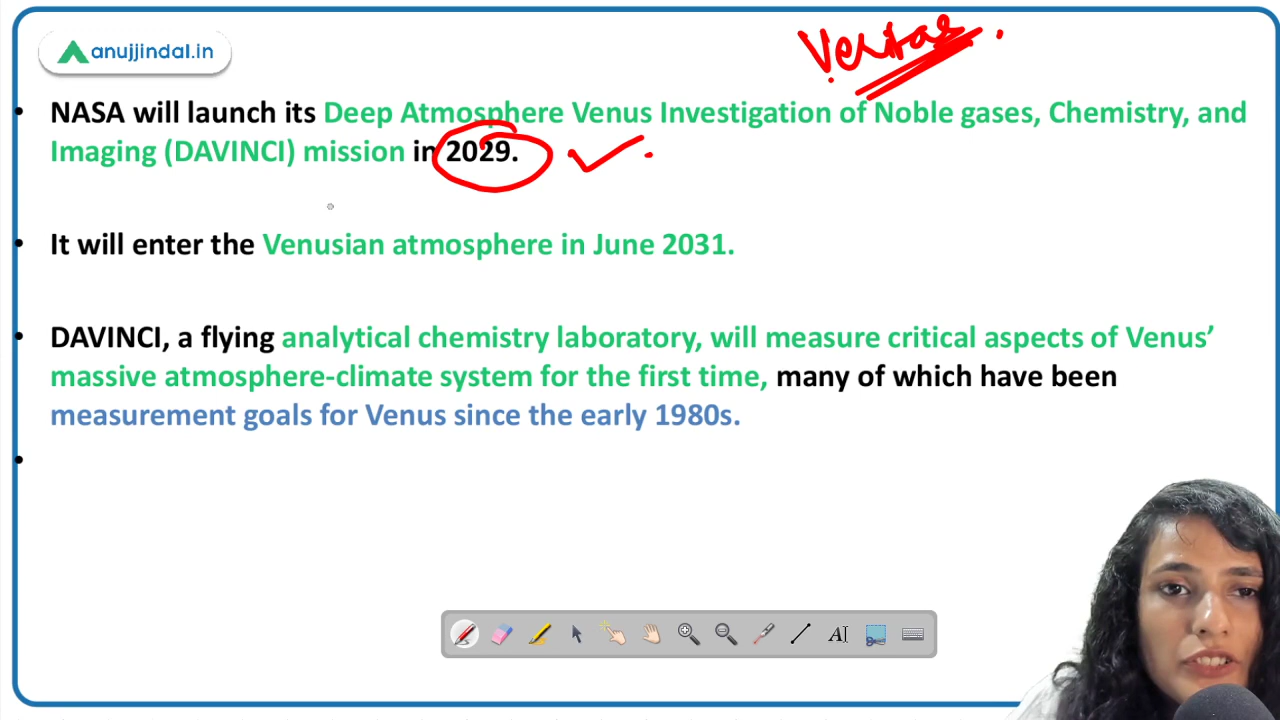 Veritas
anujjindal.in
• NASA will launch its Deep Atmosphere Venus Investigation of Noble gases, Chemistry, and
Imaging (DAVINCI) mission in 2029.
• It will enter the Venusian atmosphere in June 2031.
• DAVINCI, a flying analytical chemistry laboratory, will measure critical aspects of Venus’
massive atmosphere-climate system for the first time, many of which have been
measurement goals for Venus since the early 1980s.
•
AI